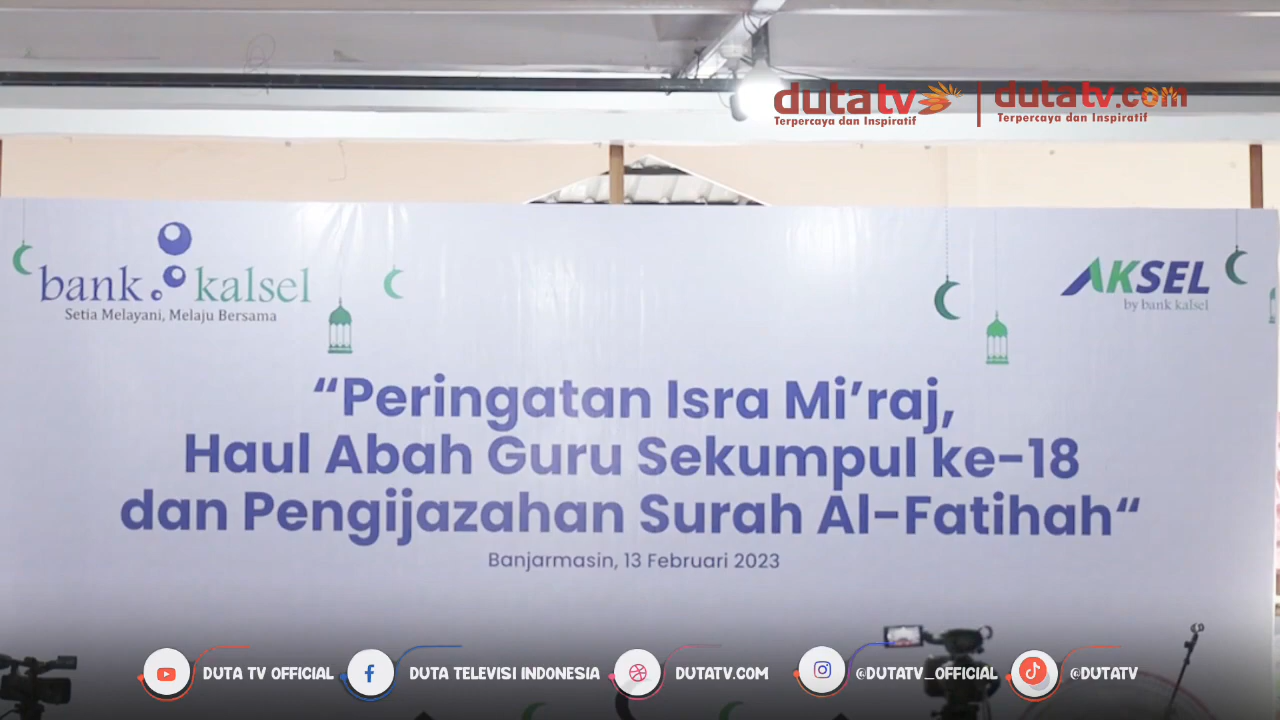 dutatv
Terpercaya dan Inspiratif
dutatv.com
Terpercaya dan Inspiratif
bank kalsel
Setia Melayani, Melaju Bersama
AKSEL
by bank kalsel
“Peringatan Isra Mi’raj,
Haul Abah Guru Sekumpul ke-18
dan Pengijazahan Surah Al-Fatihah“
Banjarmasin, 13 Februari 2023
DUTA TV OFFICIAL
DUTA TELEVISI INDONESIA
DUTATV.COM
@DUTATV_OFFICIAL
@DUTATV